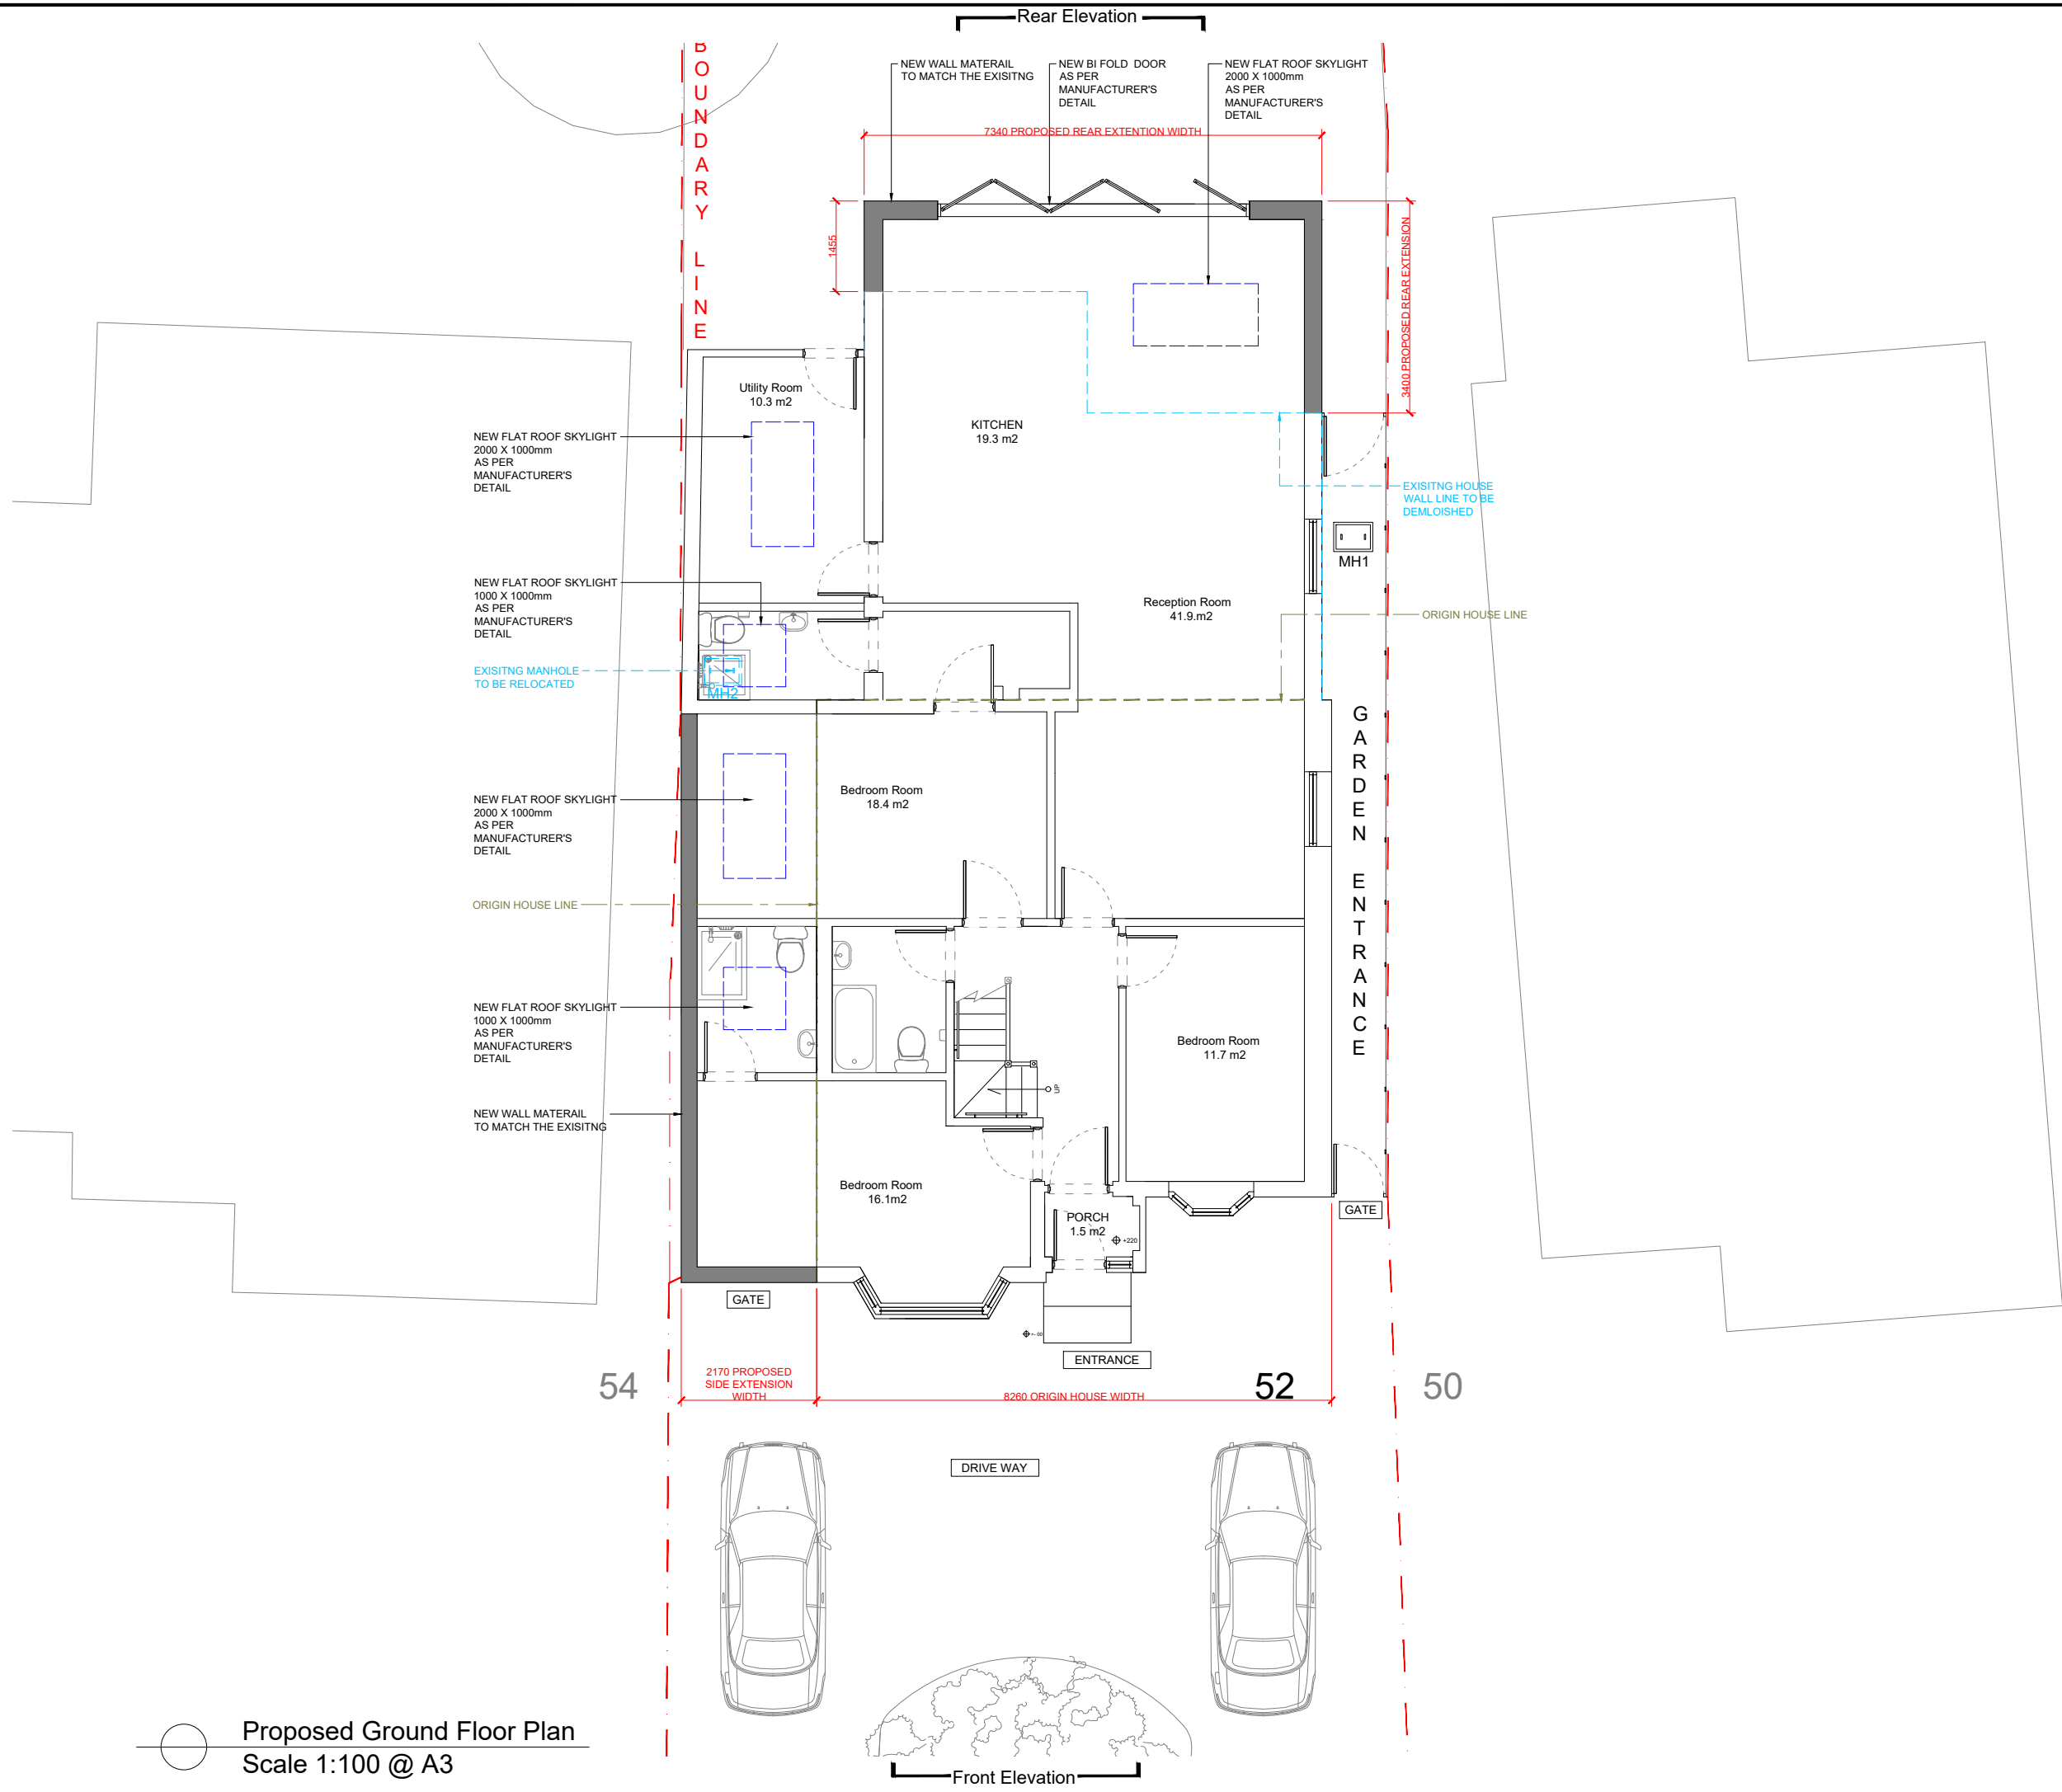 Rear Elevation
BOUNDARY LINE
NEW WALL MATERAIL
TO MATCH THE EXISITNG
NEW BI FOLD DOOR
AS PER
MANUFACTURER'S
DETAIL
NEW FLAT ROOF SKYLIGHT
2000 X 1000mm
AS PER
MANUFACTURER'S
DETAIL
7340 PROPOSED REAR EXTENTION WIDTH
1455
3400 PROPOSED REAR EXTENSION
Utility Room
10.3 m2
KITCHEN
19.3 m2
NEW FLAT ROOF SKYLIGHT
2000 X 1000mm
AS PER
MANUFACTURER'S
DETAIL
EXISITNG HOUSE
WALL LINE TO BE
DEMLOISHED
MH1
NEW FLAT ROOF SKYLIGHT
1000 X 1000mm
AS PER
MANUFACTURER'S
DETAIL
Reception Room
41.9.m2
ORIGIN HOUSE LINE
EXISITNG MANHOLE
TO BE RELOCATED
MH2
GARDEN ENTRANCE
Bedroom Room
18.4 m2
NEW FLAT ROOF SKYLIGHT
2000 X 1000mm
AS PER
MANUFACTURER'S
DETAIL
ORIGIN HOUSE LINE
NEW FLAT ROOF SKYLIGHT
1000 X 1000mm
AS PER
MANUFACTURER'S
DETAIL
Bedroom Room
11.7 m2
UP
NEW WALL MATERAIL
TO MATCH THE EXISITNG
Bedroom Room
16.1m2
PORCH
1.5 m2
+220
GATE
GATE
ENTRANCE
54
2170 PROPOSED
SIDE EXTENSION
WIDTH
8260 ORIGIN HOUSE WIDTH
52
50
DRIVE WAY
Proposed Ground Floor Plan
Scale 1:100 @ A3
Front Elevation